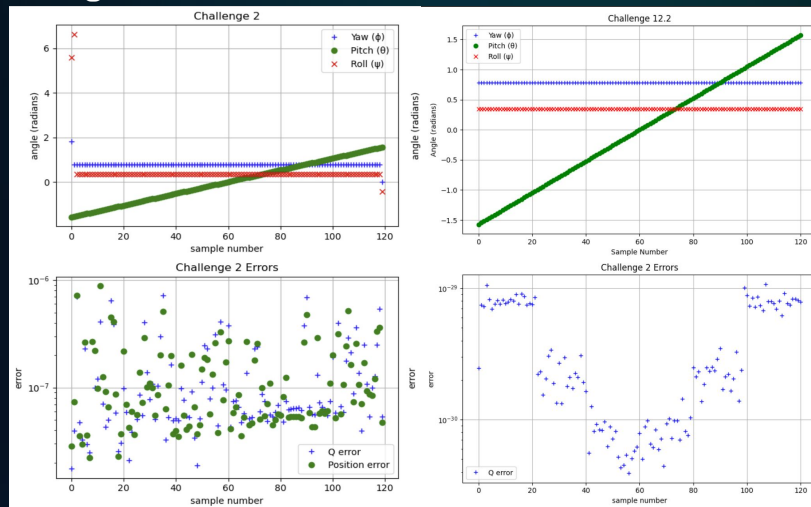 Challenge 2
angle (radians)
6
4
2
0
0
20
40
60
80
100
120
sample number
Yaw (ϕ)
Pitch (θ)
Roll (ψ)
Challenge 12.2
angle (radians)
Angle (radians)
1.5
1.0
0.5
0.0
−0.5
−1.0
−1.5
0
20
40
60
80
100
120
Sample Number
Yaw (ϕ)
Pitch (θ)
Roll (ψ)
Challenge 2 Errors
error
10⁻⁶
10⁻⁷
0
20
40
60
80
100
120
sample number
Q error
Position error
Challenge 2 Errors
error
error
10⁻²⁹
10⁻³⁰
0
20
40
60
80
100
120
sample number
Q error